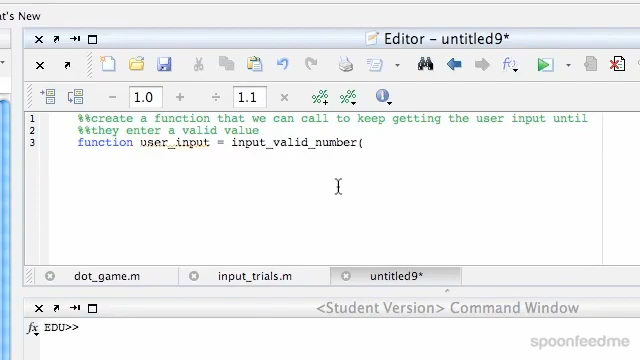 at's New
Editor - untitled9*
1.0
1.1
1 %%create a function that we can call to keep getting the user input until
2 %%they enter a valid value
3 function user_input = input_valid_number(
dot_game.m
input_trials.m
untitled9*
<Student Version> Command Window
fx EDU>>
spoonfeedme